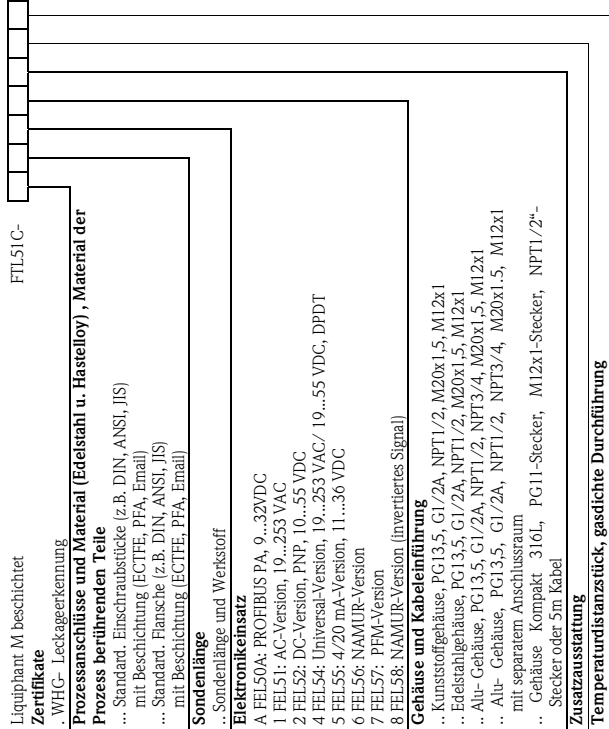 Liquiphant M beschichtet FTL51C-
Zertifikate
. WHG- Leckageerkennung
Prozessanschlüsse und Material (Edelstahl u. Hastelloy) , Material der
Prozess berührenden Teile
... Standard. Einschraubstücke (z.B. DIN, ANSI, JIS)
mit Beschichtung (ECTFE, PFA, Email)
... Standard. Flansche (z.B. DIN, ANSI, JIS)
mit Beschichtung (ECTFE, PFA, Email)
Sondenlänge
.. Sondenlänge und Werkstoff
Elektronikeinsatz
A FEL50A: PROFIBUS PA, 9...32VDC
1 FEL51: AC-Version, 19...253 VAC
2 FEL52: DC-Version, PNP, 10...55 VDC
4 FEL54: Universal-Version, 19...253 VAC/ 19...55 VDC, DPDT
5 FEL55: 4/20 mA-Version, 11...36 VDC
6 FEL56: NAMUR-Version
7 FEL57: PFM-Version
8 FEL58: NAMUR-Version (invertiertes Signal)
Gehäuse und Kabeleinführung
.. Kunststoffgehäuse, PG13,5, G1/2A, NPT1/2, M20x1,5, M12x1
.. Edelstahlgehäuse, PG13,5, G1/2A, NPT1/2, M20x1,5, M12x1
.. Alu- Gehäuse, PG13,5, G1/2A, NPT1/2, NPT3/4, M20x1,5, M12x1
.. Alu- Gehäuse, PG13,5, G1/2A, NPT1/2, NPT3/4, M20x1.5, M12x1
mit separatem Anschlussraum
.. Gehäuse Kompakt 316L, PG11-Stecker, M12x1-Stecker, NPT1/2“-
Stecker oder 5m Kabel
Zusatzausstattung
Temperaturdistanzstück, gasdichte Durchführung